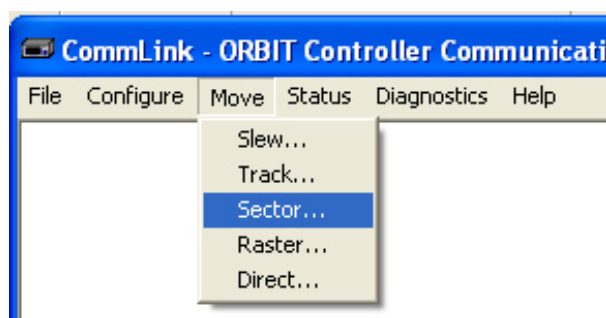 CommLink - ORBIT Controller Communicati
File Configure Move Status Diagnostics Help
Slew...
Track...
Sector...
Raster...
Direct...